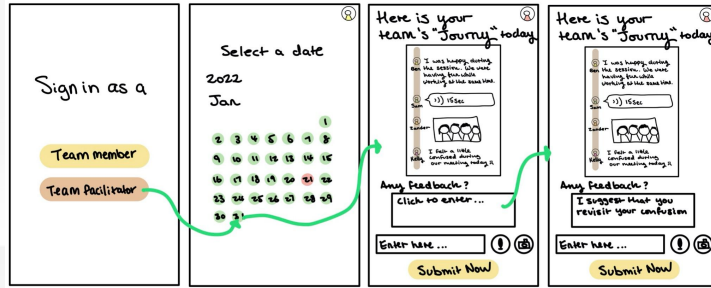 Sign in as a
Team member
Team facilitator
Select a date
2022
Jan
1
2 3 4 5 6 7 8
9 10 11 12 13 14 15
16 17 18 19 20 21 22
23 24 25 26 27 28 29
30 31
Here is your
team's "Journy" today
Ben
I was happy during
the session. We were
having fun while
working at the same time.
Sam
:)) 15 Sec
Zander
Kelly
I felt a little
confused during
our meeting today
Any feedback?
Click to enter...
Enter here ...
Submit Now
Here is your
team's "Journy" today
Ben
I was happy during
the session. We were
having fun while
working at the same time.
Sam
:)) 15 Sec
Zander
Kelly
I felt a little
confused during
our meeting today
Any feedback?
I suggest that you
revisit your confusion
Enter here ...
Submit Now